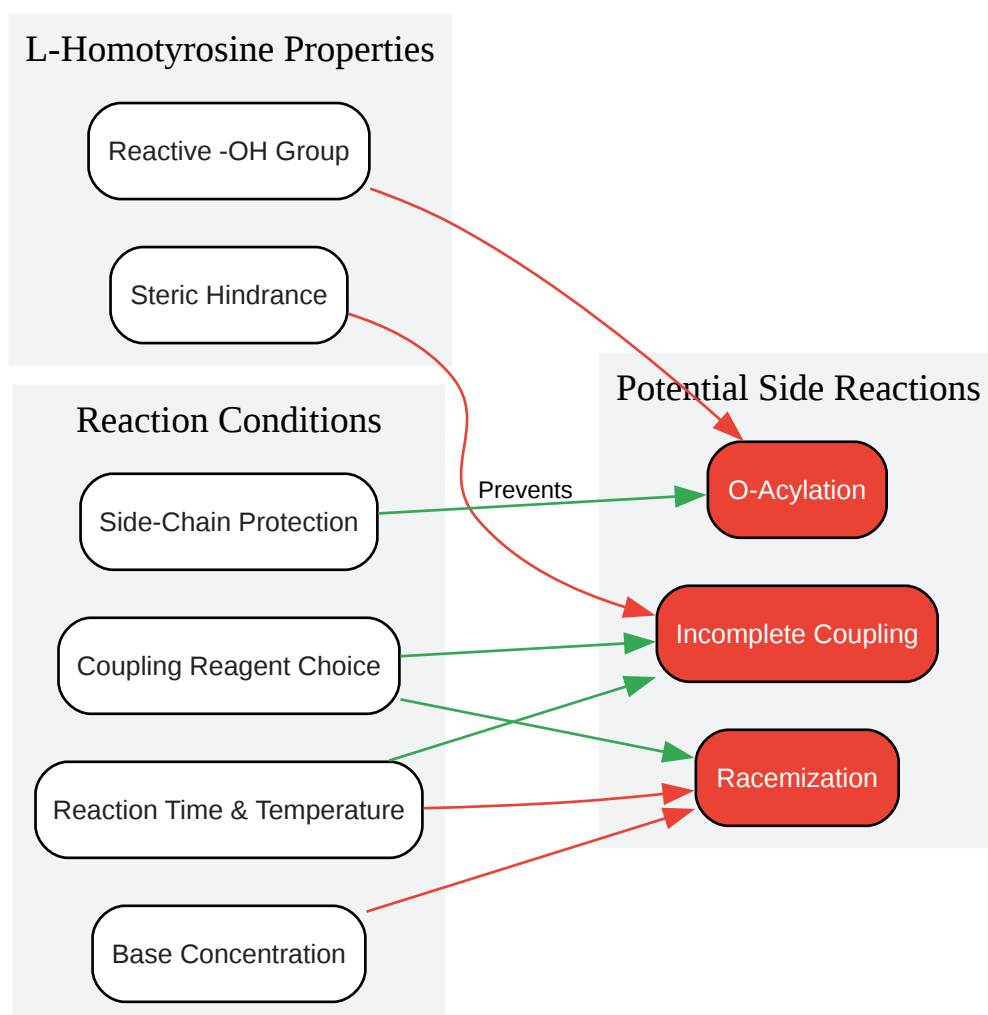 L-Homotyrosine Properties
Reactive -OH Group
Steric Hindrance
Reaction Conditions
Side-Chain Protection
Coupling Reagent Choice
Reaction Time & Temperature
Base Concentration
Prevents
Potential Side Reactions
O-Acylation
Incomplete Coupling
Racemization